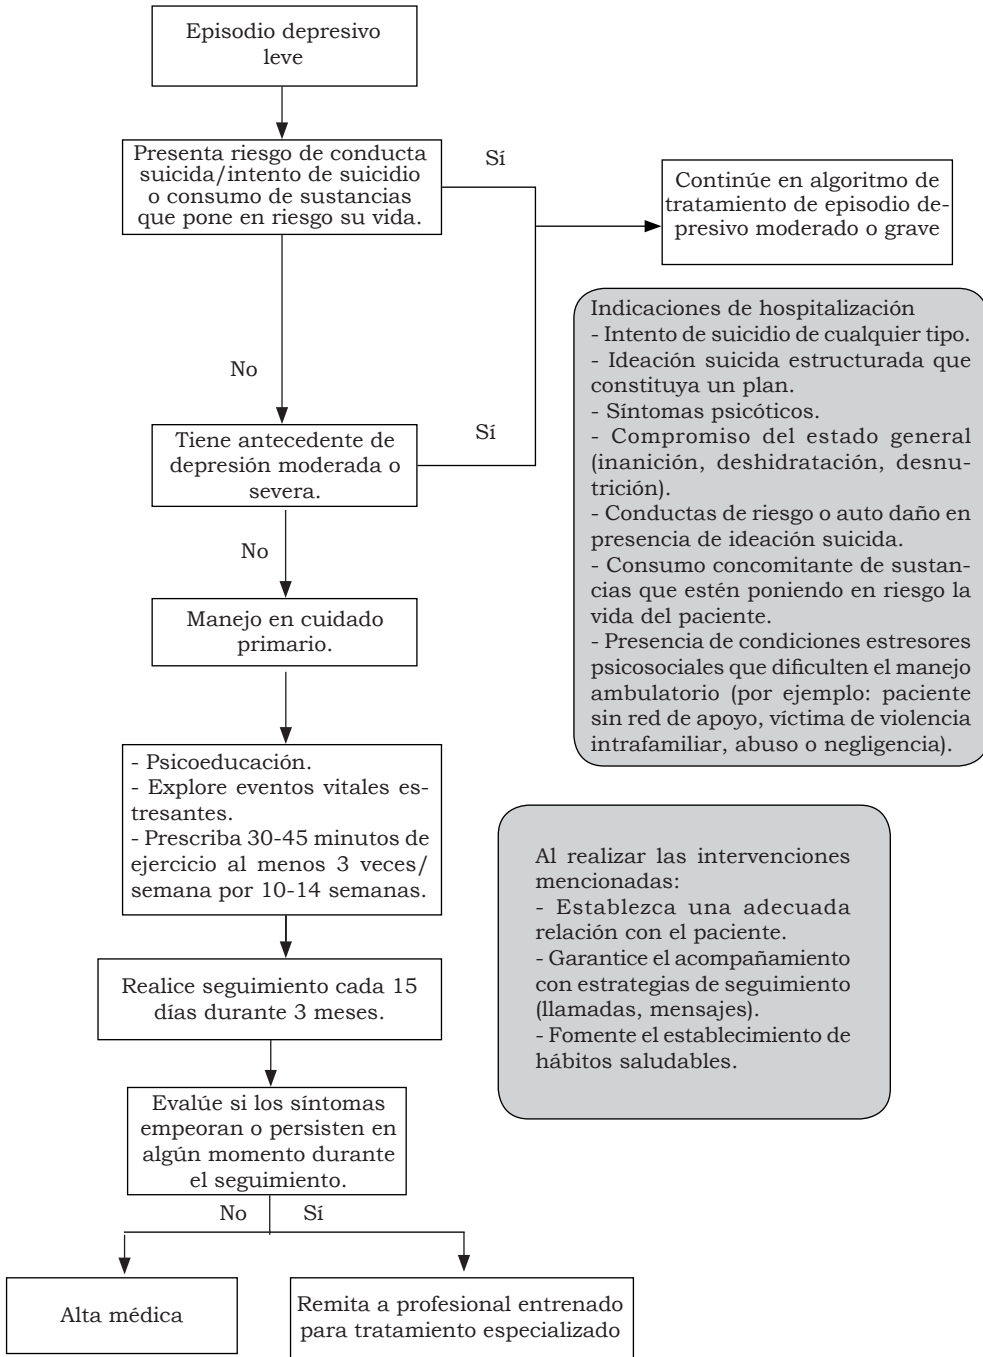 Episodio depresivo
leve
Presenta riesgo de conducta
suicida/intento de suicidio
o consumo de sustancias
que pone en riesgo su vida.
Sí
Continúe en algoritmo de
tratamiento de episodio de-
presivo moderado o grave
No
Tiene antecedente de
depresión moderada o
severa.
Sí
Indicaciones de hospitalización
- Intento de suicidio de cualquier tipo.
- Ideación suicida estructurada que
constituya un plan.
- Síntomas psicóticos.
- Compromiso del estado general
(inanición, deshidratación, desnu-
trición).
- Conductas de riesgo o auto daño en
presencia de ideación suicida.
- Consumo concomitante de sustan-
cias que estén poniendo en riesgo la
vida del paciente.
- Presencia de condiciones estresores
psicosociales que dificulten el manejo
ambulatorio (por ejemplo: paciente
sin red de apoyo, víctima de violencia
intrafamiliar, abuso o negligencia).
No
Manejo en cuidado
primario.
- Psicoeducación.
- Explore eventos vitales es-
tresantes.
- Prescriba 30-45 minutos de
ejercicio al menos 3 veces/
semana por 10-14 semanas.
Al realizar las intervenciones
mencionadas:
- Establezca una adecuada
relación con el paciente.
- Garantice el acompañamiento
con estrategias de seguimiento
(llamadas, mensajes).
- Fomente el establecimiento de
hábitos saludables.
Realice seguimiento cada 15
días durante 3 meses.
Evalúe si los síntomas
empeoran o persisten en
algún momento durante
el seguimiento.
No
Sí
Alta médica
Remita a profesional entrenado
para tratamiento especializado